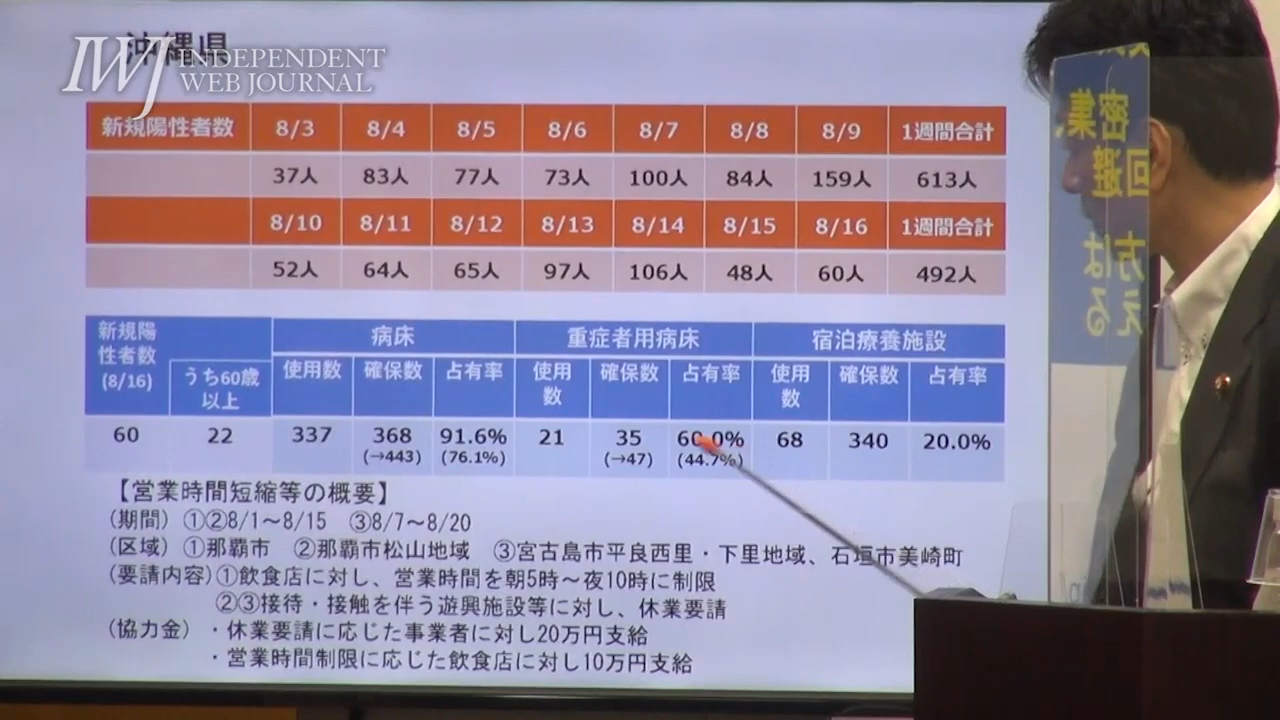 沖縄県
IWJ INDEPENDENT
WEB JOURNAL
新規陽性者数 8/3 8/4 8/5 8/6 8/7 8/8 8/9 1週間合計
37人 83人 77人 73人 100人 84人 159人 613人
8/10 8/11 8/12 8/13 8/14 8/15 8/16 1週間合計
52人 64人 65人 97人 106人 48人 60人 492人
新規陽性者数(8/16) 病床 重症者用病床 宿泊療養施設
うち60歳以上 使用数 確保数 占有率 使用数 確保数 占有率 使用数 確保数 占有率
60 22 337 368 91.6% 21 35 60.0% 68 340 20.0%
(→443) (76.1%) (→47) (44.7%)
【営業時間短縮等の概要】
(期間) ①②8/1~8/15 ③8/7~8/20
(区域) ①那覇市 ②那覇市松山地域 ③宮古島市平良西里・下里地域、石垣市美崎町
(要請内容)①飲食店に対し、営業時間を朝5時~夜10時に制限
②③接待・接触を伴う遊興施設等に対し、休業要請
(協力金) ・休業要請に応じた事業者に対し20万円支給
・営業時間制限に応じた飲食店に対し10万円支給
密集、
回避
方は
える